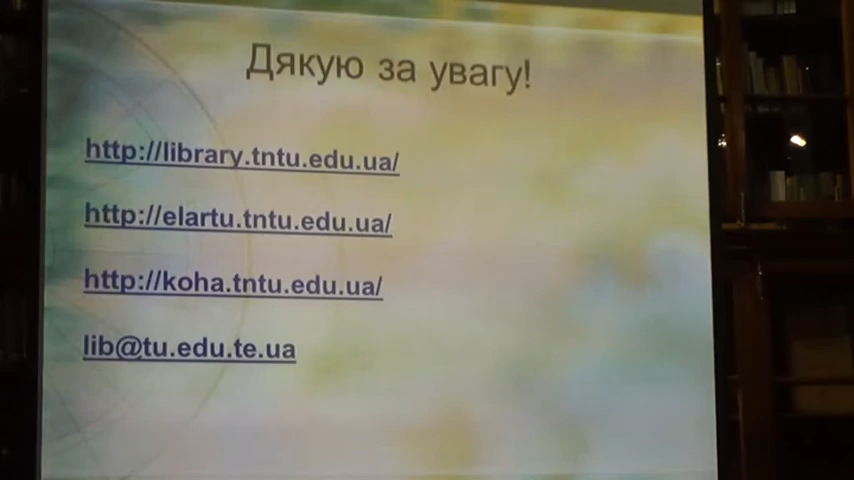 Дякую за увагу!
http://library.tntu.edu.ua/
http://elartu.tntu.edu.ua/
http://koha.tntu.edu.ua/
lib@tu.edu.te.ua